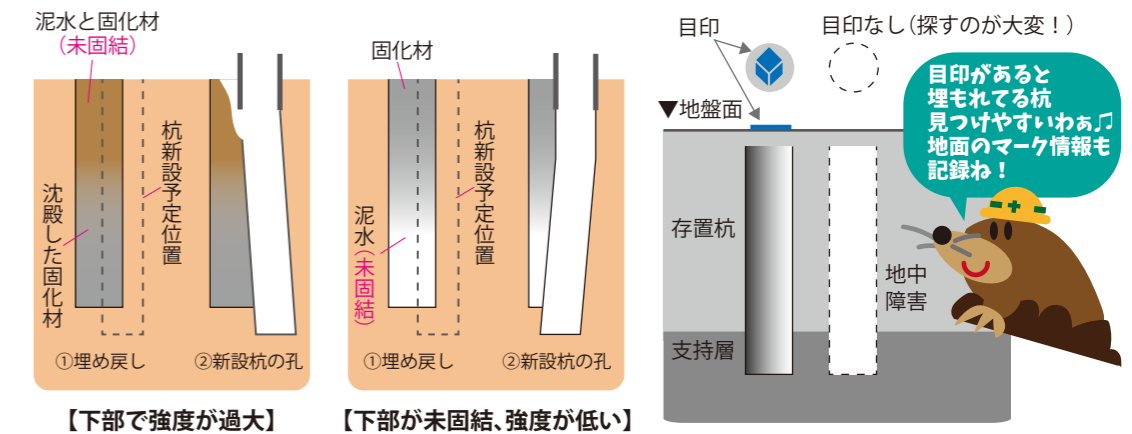 泥水と固化材
（未固結）
沈殿した固化材
杭新設予定位置
①埋め戻し
②新設杭の孔
【下部で強度が過大】
固化材
泥水（未固結）
杭新設予定位置
①埋め戻し
②新設杭の孔
【下部が未固結、強度が低い】
目印
目印なし（探すのが大変！）
▼地盤面
存置杭
地中
障害
支持層
目印があると
埋もれてる杭
見つけやすいわぁ♫
地面のマーク情報も
記録ね！